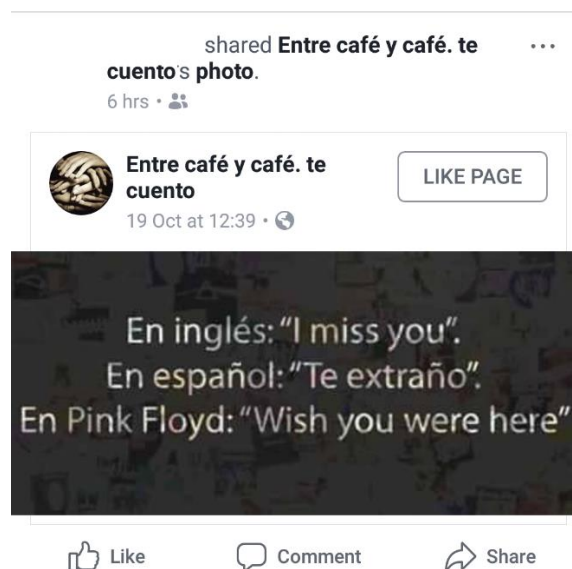 shared Entre café y café. te
cuento's photo.
6 hrs
Entre café y café. te
cuento
LIKE PAGE
19 Oct at 12:39
En inglés: “I miss you”.
En español: “Te extraño”.
En Pink Floyd: “Wish you were here”
Like Comment Share